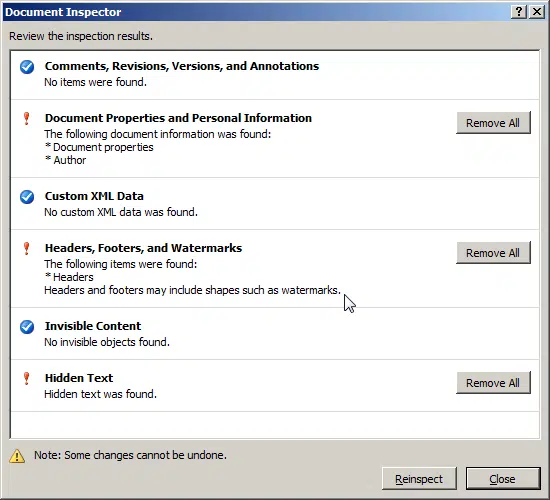 Document Inspector
Review the inspection results.
Comments, Revisions, Versions, and Annotations
No items were found.
Document Properties and Personal Information
Remove All
The following document information was found:
* Document properties
* Author
Custom XML Data
No custom XML data was found.
Headers, Footers, and Watermarks
Remove All
The following items were found:
* Headers
Headers and footers may include shapes such as watermarks.
Invisible Content
No invisible objects found.
Hidden Text
Remove All
Hidden text was found.
Note: Some changes cannot be undone.
Reinspect
Close